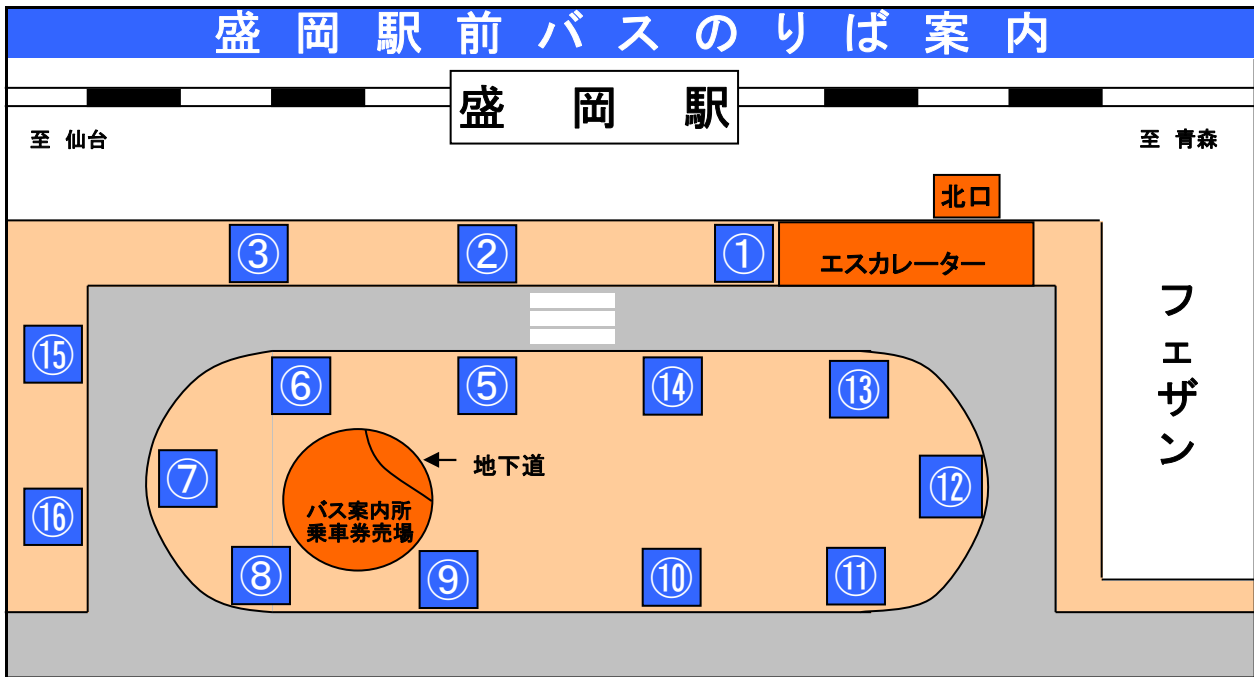 盛岡駅前バスのりば案内
盛岡駅
至 仙台
至 青森
北口
エスカレーター
③
②
①
フェザン
⑮
⑥
⑤
⑭
⑬
地下道
⑦
⑫
バス案内所
乗車券売場
⑯
⑧
⑨
⑩
⑪